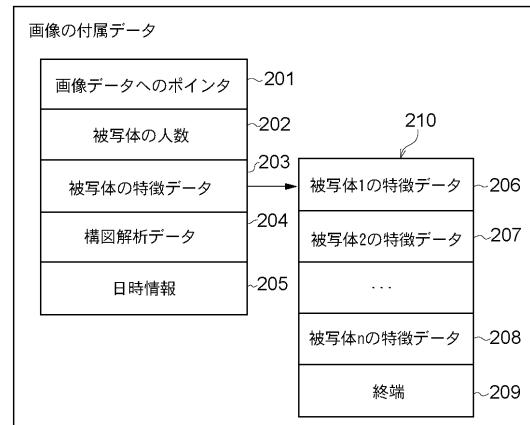 画像の付属データ
画像データへのポインタ 201
被写体の人数 202
被写体の特徴データ 203
構図解析データ 204
日時情報 205
210
被写体1の特徴データ 206
被写体2の特徴データ 207
...
被写体nの特徴データ 208
終端 209